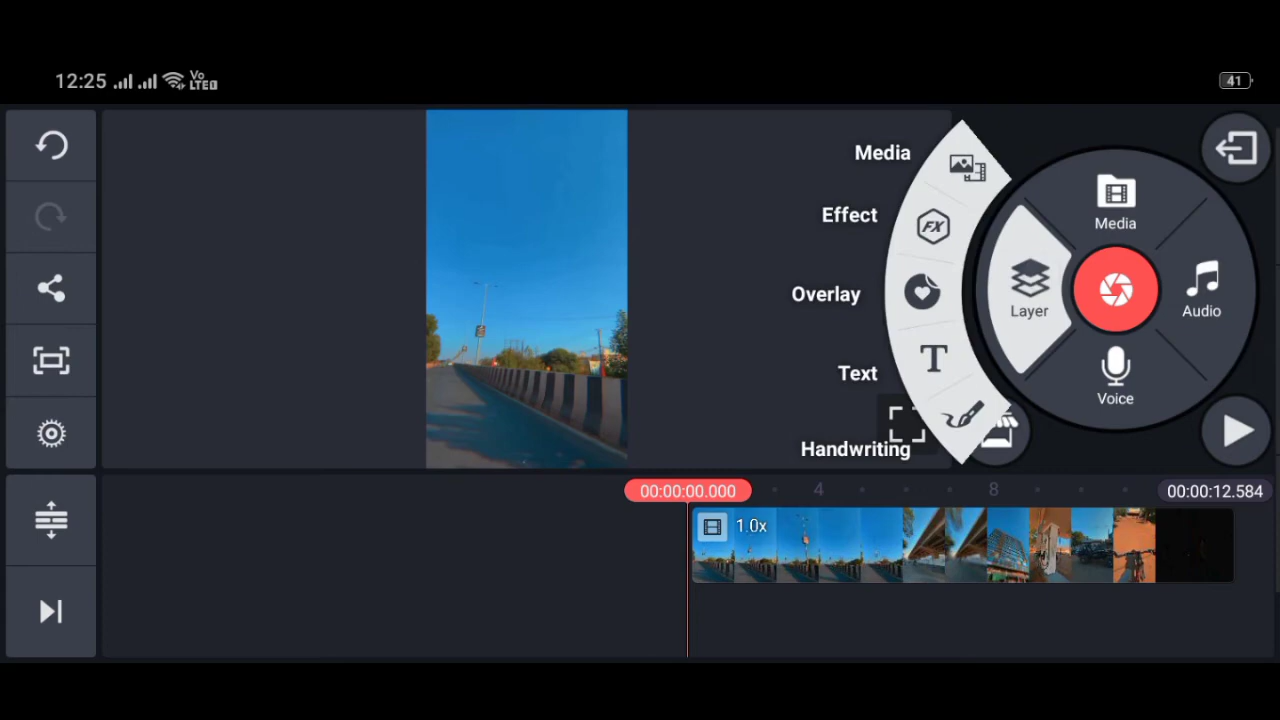 12:25
Vo
LTE
41
Media
Effect
FX
Overlay
Text
T
Handwriting
Media
Layer
Audio
Voice
00:00:00.000
4
8
00:00:12.584
1.0x